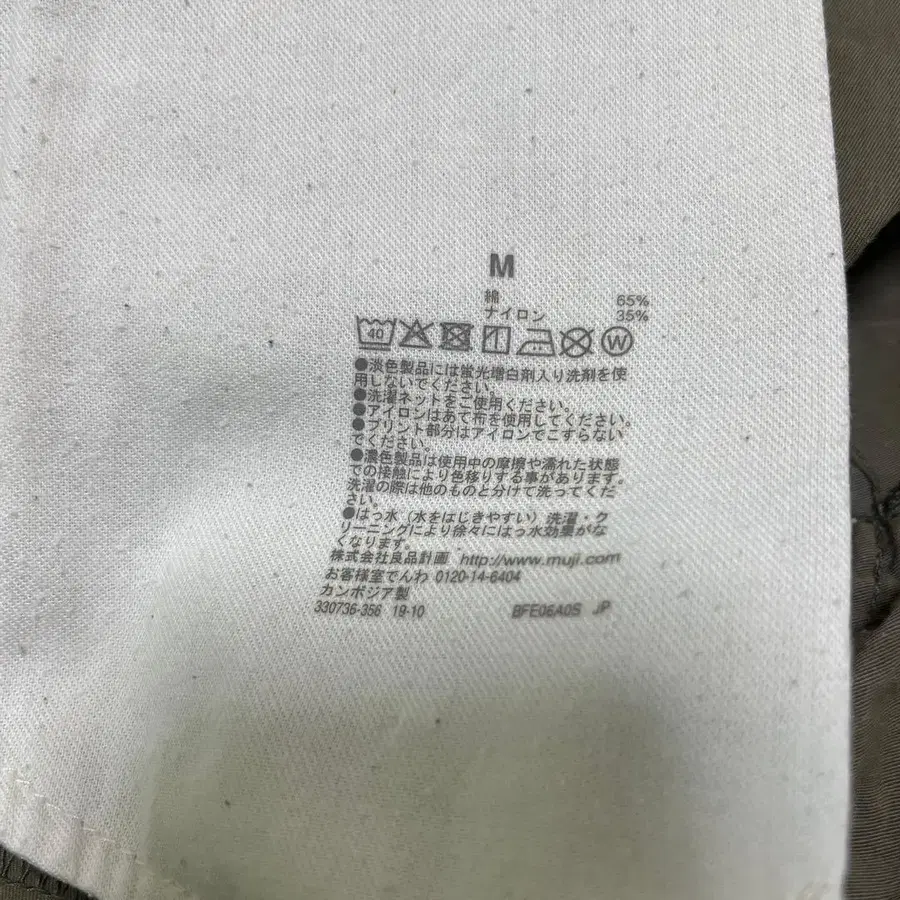 M
綿 65%
ナイロン 35%
40 W
●淡色製品には蛍光増白剤入り洗剤を使
用しないでください。
●洗濯ネットをご使用ください。
●アイロンはあて布を使用してください。
●プリント部分はアイロンでこすらない
でください。
●濃色製品は使用中の摩擦や濡れた状態
での接触により色移りする事があります。
洗濯の際は他のものと分けて洗ってくだ
さい。
●はっ水（水をはじきやすい）洗濯・ク
リーニングにより徐々にはっ水効果がな
くなります。
株式会社良品計画 http://www.muji.com
お客様室でんわ 0120-14-6404
カンボジア製
330736-356 19-10 BFE06A0S JP